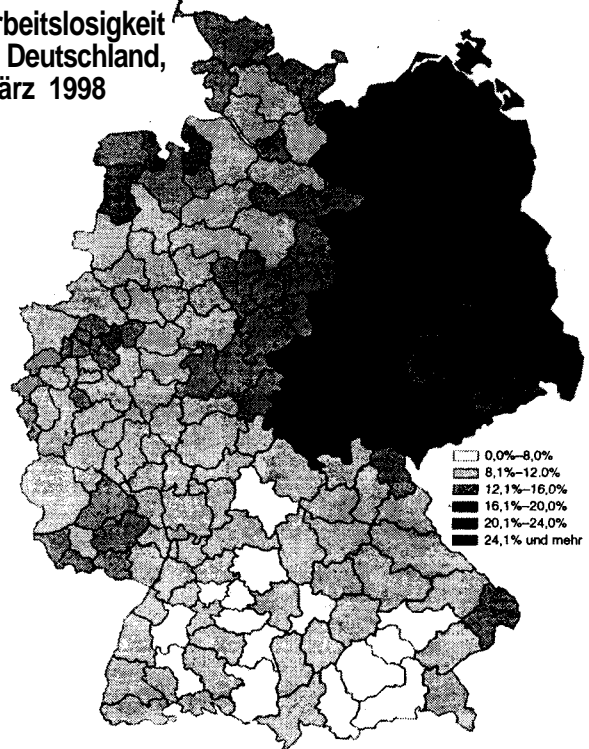 rbeitslosigkeit
Deutschland,
ärz 1998
0,0%–8,0%
8,1%–12.0%
12,1%–16,0%
16,1%–20,0%
20,1%–24,0%
24,1% und mehr